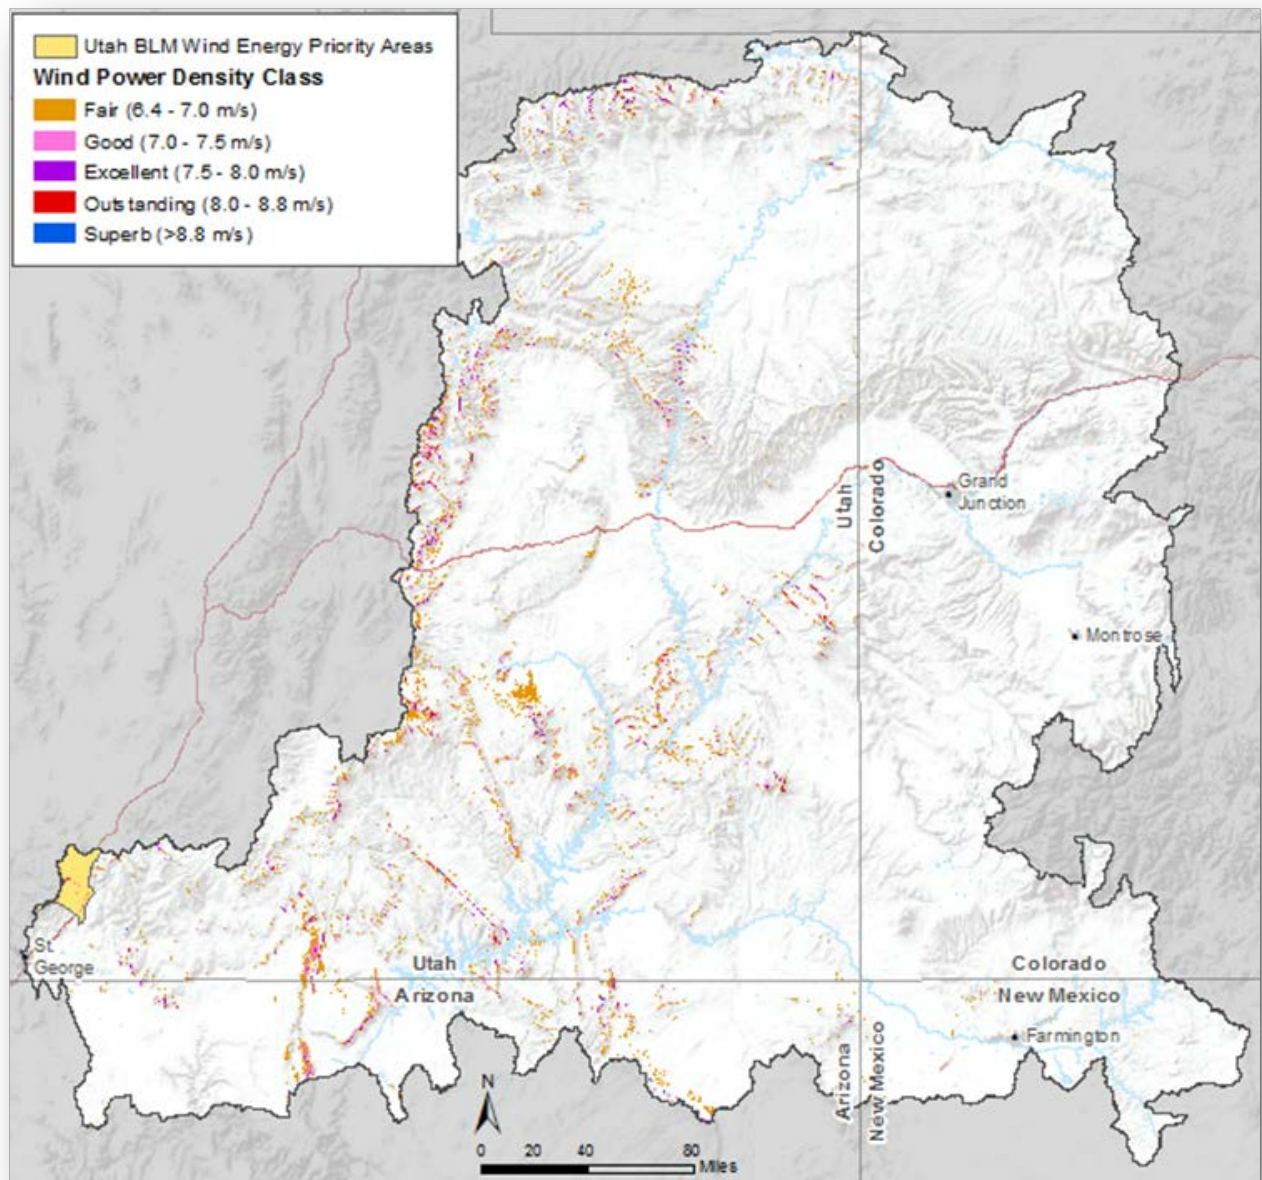 Utah BLM Wind Energy Priority Areas
Wind Power Density Class
Fair (6.4 - 7.0 m/s)
Good (7.0 - 7.5 m/s)
Excellent (7.5 - 8.0 m/s)
Outstanding (8.0 - 8.8 m/s)
Superb (>8.8 m/s)
Utah
Colorado
Grand
Junction
Montrose
St.
George
Utah
Arizona
Colorado
New Mexico
Farmington
Arizona
New Mexico
N
0 20 40 80
Miles